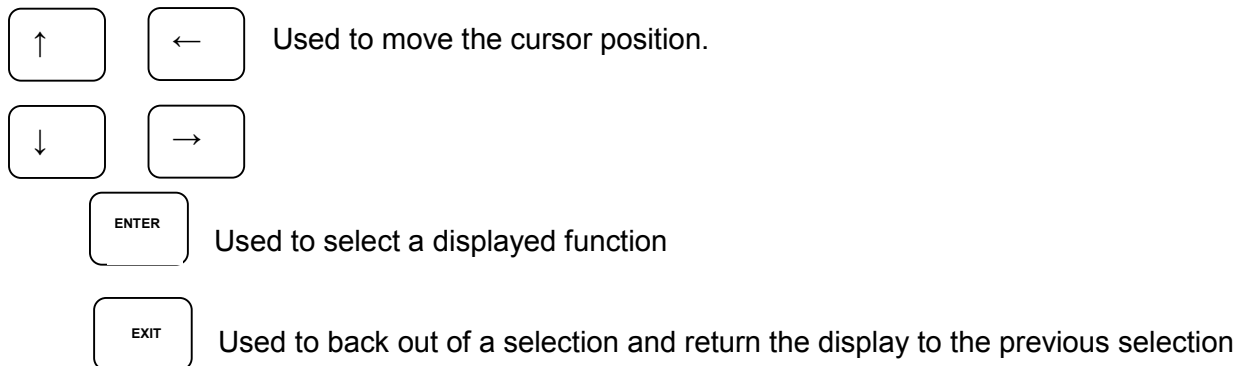 ↑ ← Used to move the cursor position.
↓ →
ENTER Used to select a displayed function
EXIT Used to back out of a selection and return the display to the previous selection